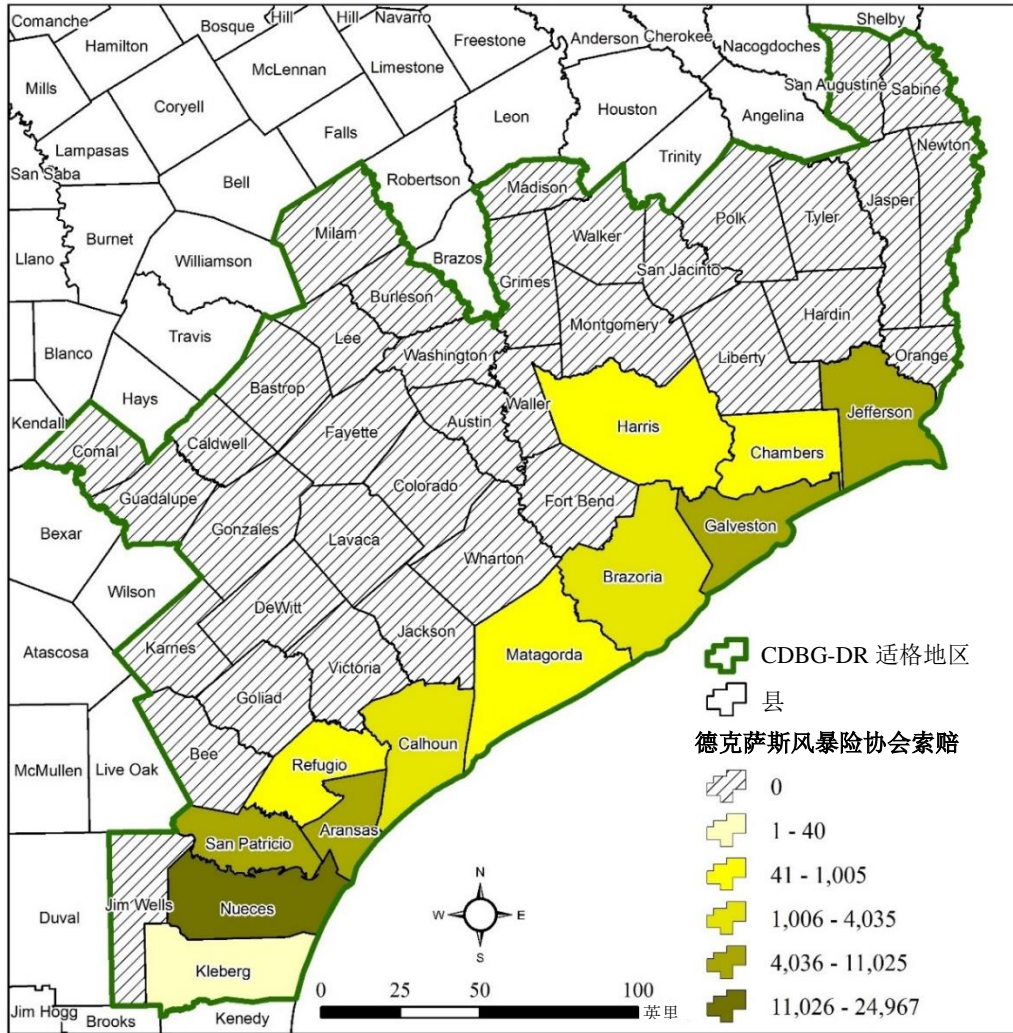 Comanche
Bosque
Hill
Hill
Navarro
Freestone
Anderson
Cherokee
Nacogdoches
Shelby
Hamilton
McLennan
Limestone
San Augustine
Sabine
Mills
Coryell
Leon
Houston
Angelina
Falls
Trinity
Newton
Lampasas
San Saba
Bell
Robertson
Madison
Polk
Tyler
Jasper
Burnet
Milam
Walker
Llano
Williamson
Brazos
San Jacinto
Grimes
Burleson
Hardin
Travis
Lee
Montgomery
Blanco
Washington
Liberty
Orange
Bastrop
Hays
Waller
Austin
Jefferson
Kendall
Caldwell
Fayette
Harris
Comal
Chambers
Colorado
Guadalupe
Fort Bend
Gonzales
Galveston
Bexar
Lavaca
Wharton
Brazoria
Wilson
DeWitt
Jackson
Karnes
Matagorda
Atascosa
Victoria
Goliad
Calhoun
Bee
Refugio
McMullen
Live Oak
Aransas
San Patricio
Jim Wells
Nueces
Duval
Kleberg
Jim Hogg
Brooks
Kenedy
CDBG-DR 适格地区
县
德克萨斯风暴险协会索赔
0
1 - 40
41 - 1,005
1,006 - 4,035
4,036 - 11,025
11,026 - 24,967
N
W E
S
0 25 50 100 英里